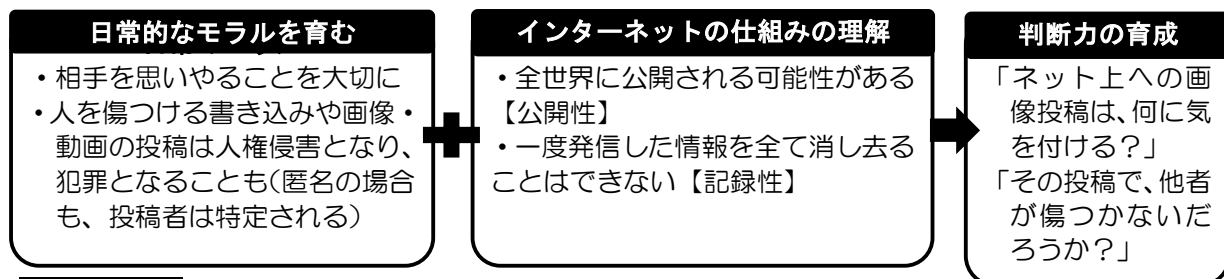 日常的なモラルを育む
・相手を思いやることを大切に
・人を傷つける書き込みや画像・
動画の投稿は人権侵害となり、
犯罪となることも(匿名の場合
も、投稿者は特定される)
インターネットの仕組みの理解
・全世界に公開される可能性がある
【公開性】
・一度発信した情報を全て消し去る
ことはできない【記録性】
判断力の育成
「ネット上への画
像投稿は、何に気
を付ける?」
「その投稿で、他者
が傷つかないだ
ろうか?」